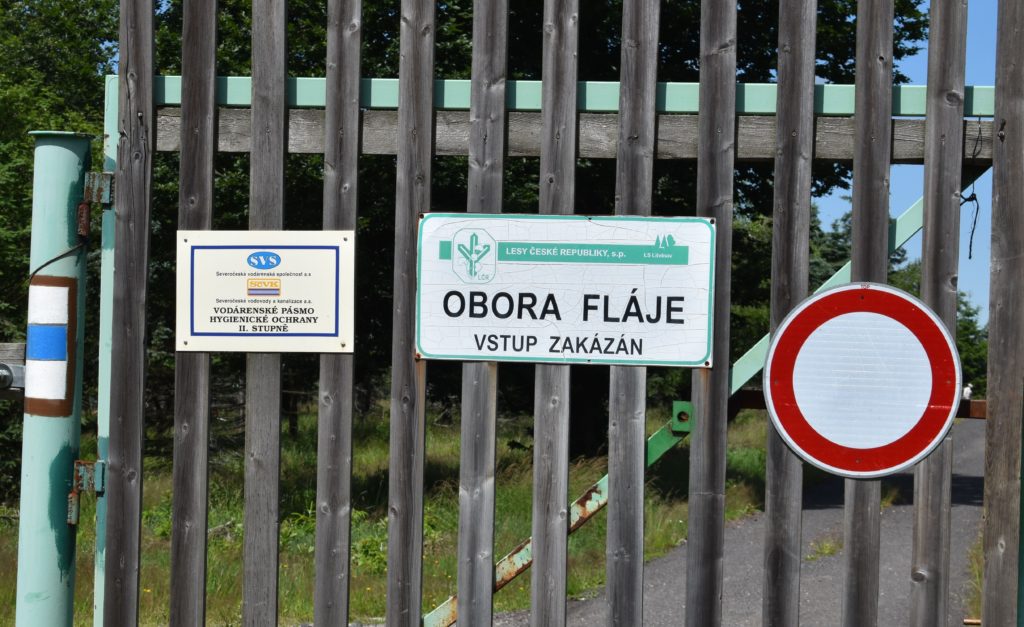 SVS
Severočeská vodárenská společnost a.s.
SčVK
Severočeské vodovody a kanalizace a.s.
VODÁRENSKÉ PÁSMO
HYGIENICKÉ OCHRANY
II. STUPNĚ
LESY ČESKÉ REPUBLIKY, s.p.
LČR
LS Litvínov
OBORA FLÁJE
VSTUP ZAKÁZÁN